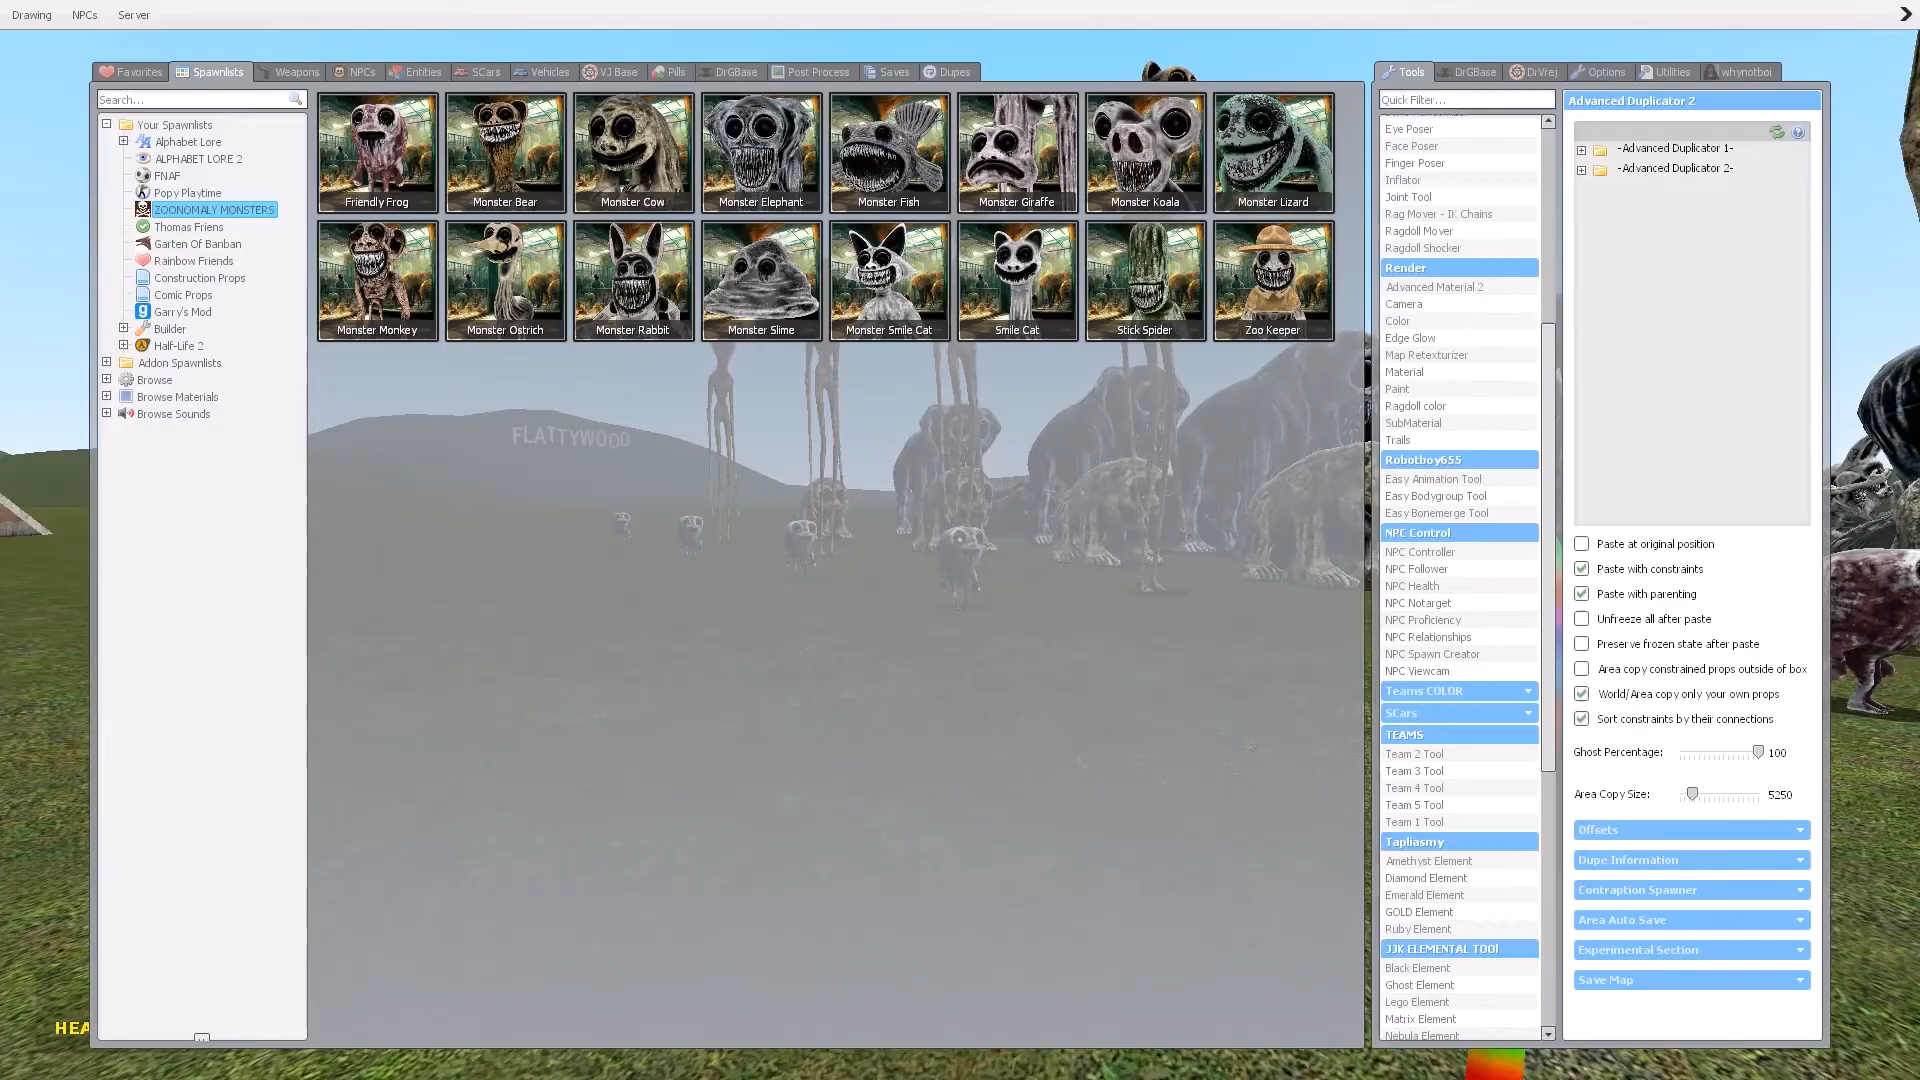 Drawing NPCs Server
Favorites Spawnlists Weapons NPCs Entities SCars Vehicles VJ Base Pills DrGBase Post Process Saves Dupes
Search...
Your Spawnlists
Alphabet Lore
ALPHABET LORE 2
FNAF
Popy Playtime
ZOONOMALY MONSTERS
Thomas Friens
Garten Of Banban
Rainbow Friends
Construction Props
Comic Props
Garry's Mod
Builder
Half-Life 2
Addon Spawnlists
Browse
Browse Materials
Browse Sounds
Friendly Frog Monster Bear Monster Cow Monster Elephant Monster Fish Monster Giraffe Monster Koala Monster Lizard
Monster Monkey Monster Ostrich Monster Rabbit Monster Slime Monster Smile Cat Smile Cat Stick Spider Zoo Keeper
FLATTYWOOD
HEA
Tools DrGBase DrVrej Options Utilities whynotboi
Quick Filter...
Eye Poser
Face Poser
Finger Poser
Inflator
Joint Tool
Rag Mover - IK Chains
Ragdoll Mover
Ragdoll Shocker
Render
Advanced Material 2
Camera
Color
Edge Glow
Map Retexturizer
Material
Paint
Ragdoll color
SubMaterial
Trails
Robotboy655
Easy Animation Tool
Easy Bodygroup Tool
Easy Bonemerge Tool
NPC Control
NPC Controller
NPC Follower
NPC Health
NPC Notarget
NPC Proficiency
NPC Relationships
NPC Spawn Creator
NPC Viewcam
Teams COLOR
SCars
TEAMS
Team 2 Tool
Team 3 Tool
Team 4 Tool
Team 5 Tool
Team 1 Tool
Tapliasmy
Amethyst Element
Diamond Element
Emerald Element
GOLD Element
Ruby Element
JJK ELEMENTAL TOOl
Black Element
Ghost Element
Lego Element
Matrix Element
Nebula Element
Advanced Duplicator 2
-Advanced Duplicator 1-
-Advanced Duplicator 2-
Paste at original position
Paste with constraints
Paste with parenting
Unfreeze all after paste
Preserve frozen state after paste
Area copy constrained props outside of box
World/Area copy only your own props
Sort constraints by their connections
Ghost Percentage: 100
Area Copy Size: 5250
Offsets
Dupe Information
Contraption Spawner
Area Auto Save
Experimental Section
Save Map